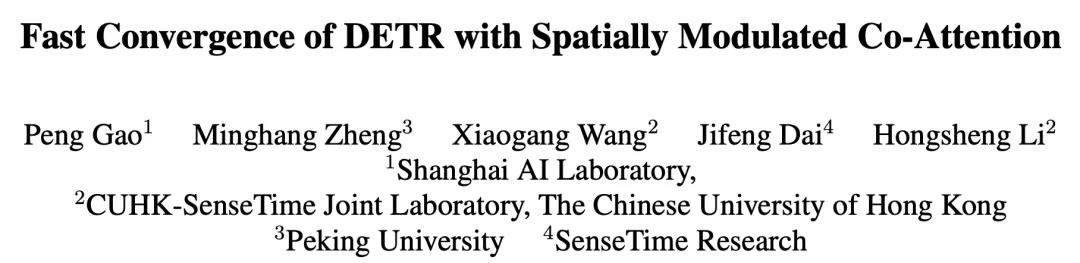 Fast Convergence of DETR with Spatially Modulated Co-Attention
Peng Gao¹ Minghang Zheng³ Xiaogang Wang² Jifeng Dai⁴ Hongsheng Li²
¹Shanghai AI Laboratory,
²CUHK-SenseTime Joint Laboratory, The Chinese University of Hong Kong
³Peking University ⁴SenseTime Research